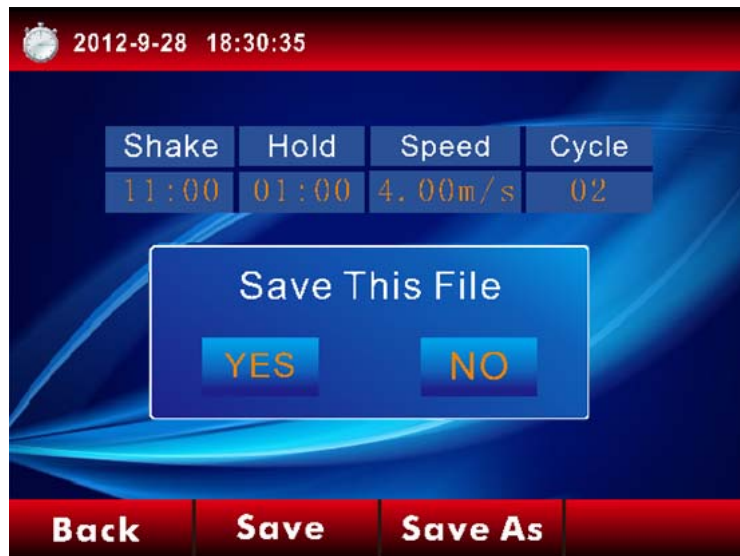 2012-9-28 18:30:35
Shake Hold Speed Cycle
11:00 01:00 4.00m/s 02
Save This File
YES NO
Back Save Save As